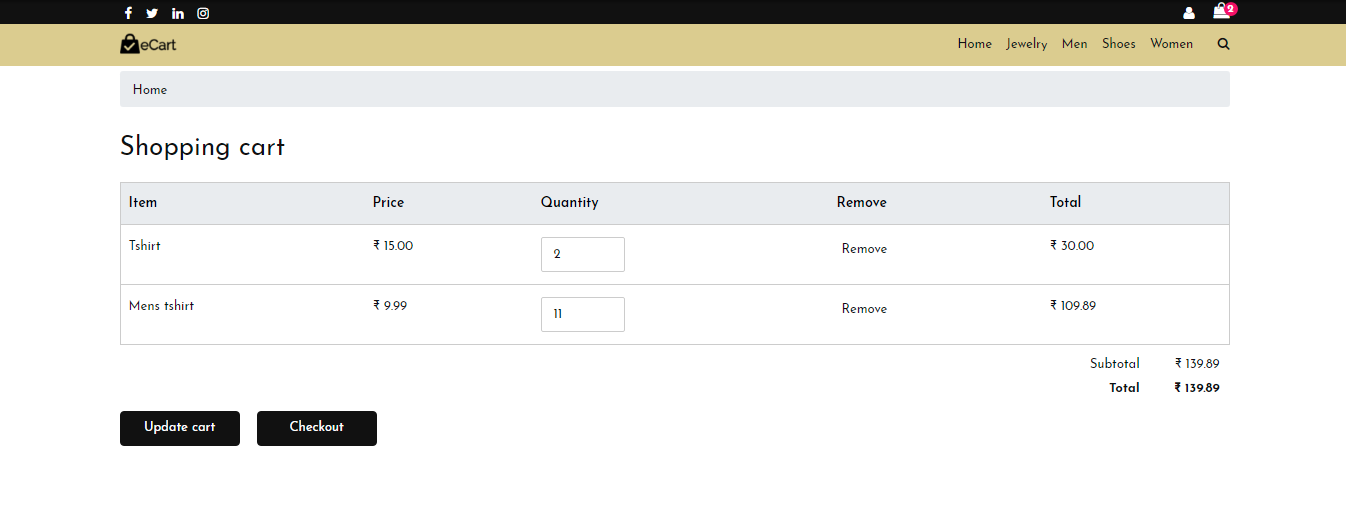 2
eCart Home Jewelry Men Shoes Women
Home
Shopping cart
Item Price Quantity Remove Total
Tshirt ₹ 15.00 2 Remove ₹ 30.00
Mens tshirt ₹ 9.99 11 Remove ₹ 109.89
Subtotal ₹ 139.89
Total ₹ 139.89
Update cart Checkout